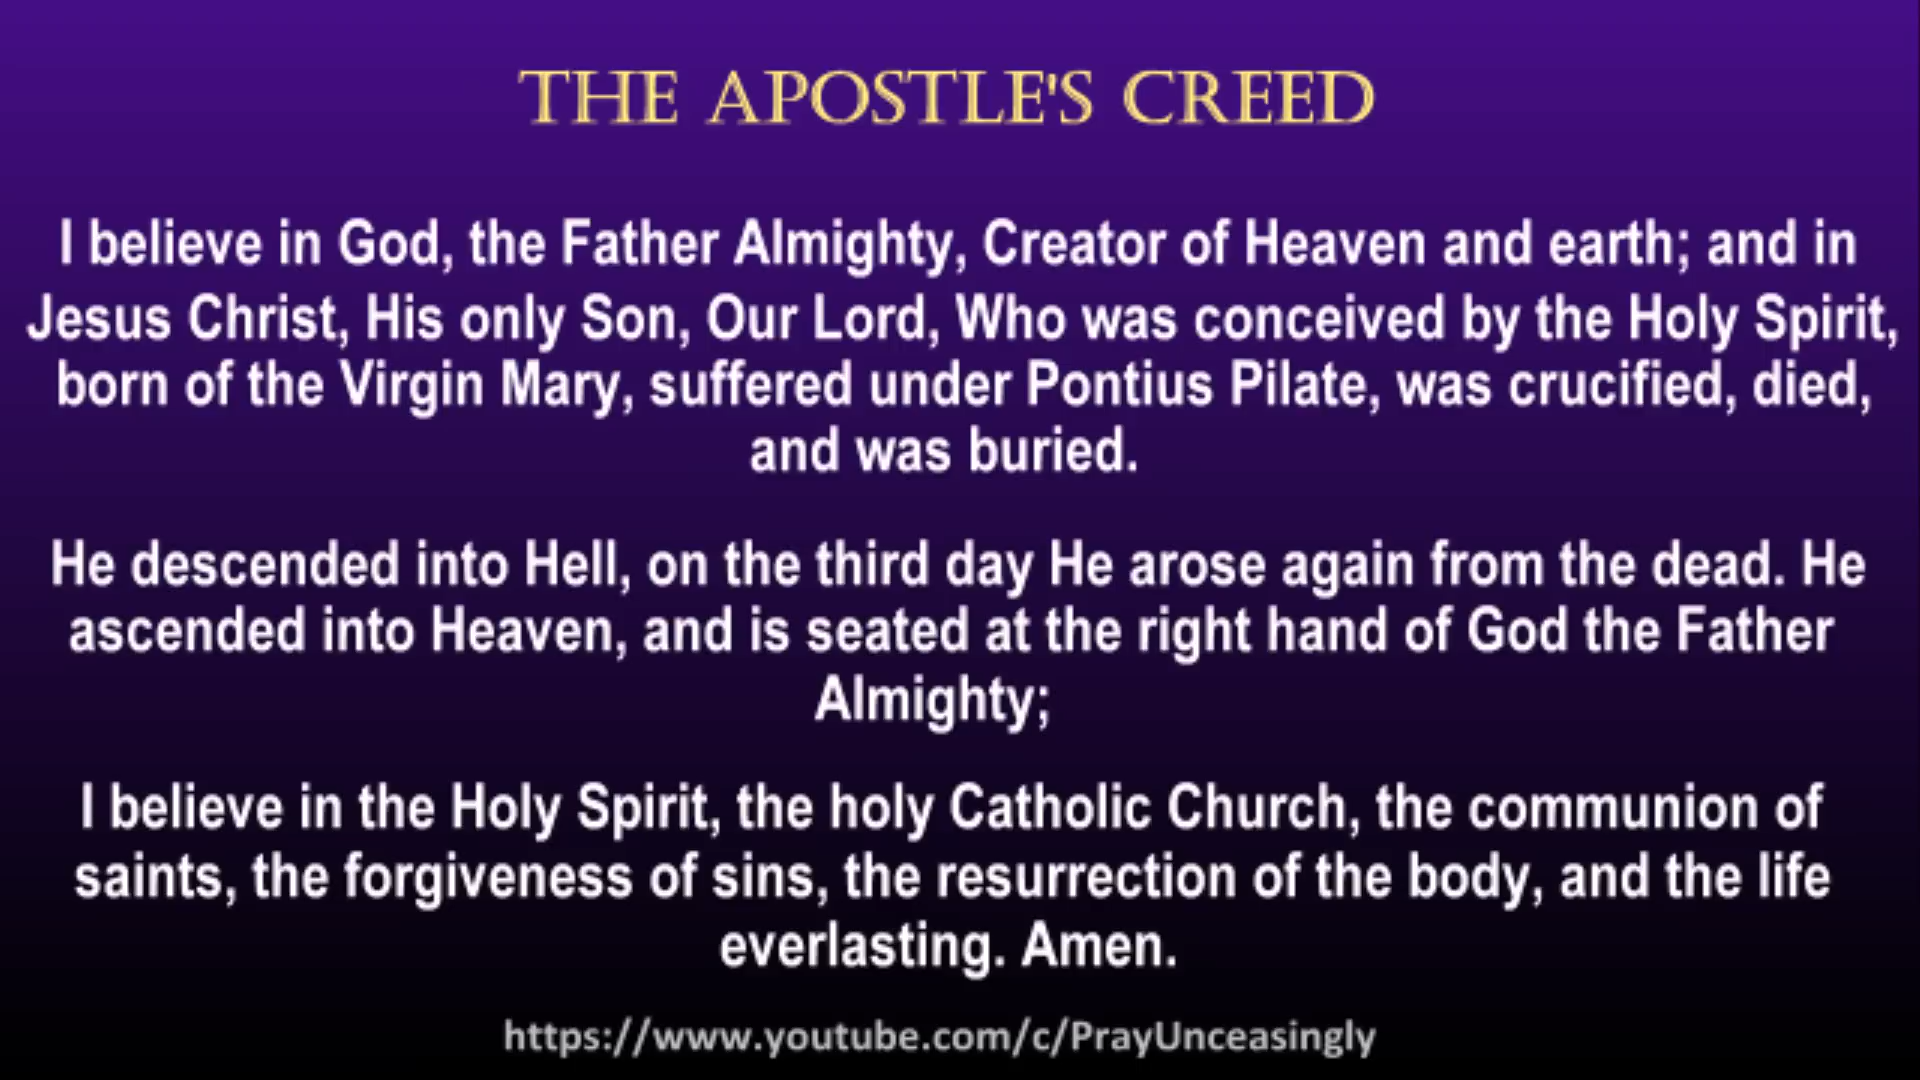 THE APOSTLE'S CREED
I believe in God, the Father Almighty, Creator of Heaven and earth; and in
Jesus Christ, His only Son, Our Lord, Who was conceived by the Holy Spirit,
born of the Virgin Mary, suffered under Pontius Pilate, was crucified, died,
and was buried.
He descended into Hell, on the third day He arose again from the dead. He
ascended into Heaven, and is seated at the right hand of God the Father
Almighty;
I believe in the Holy Spirit, the holy Catholic Church, the communion of
saints, the forgiveness of sins, the resurrection of the body, and the life
everlasting. Amen.
https://www.youtube.com/c/PrayUnceasingly